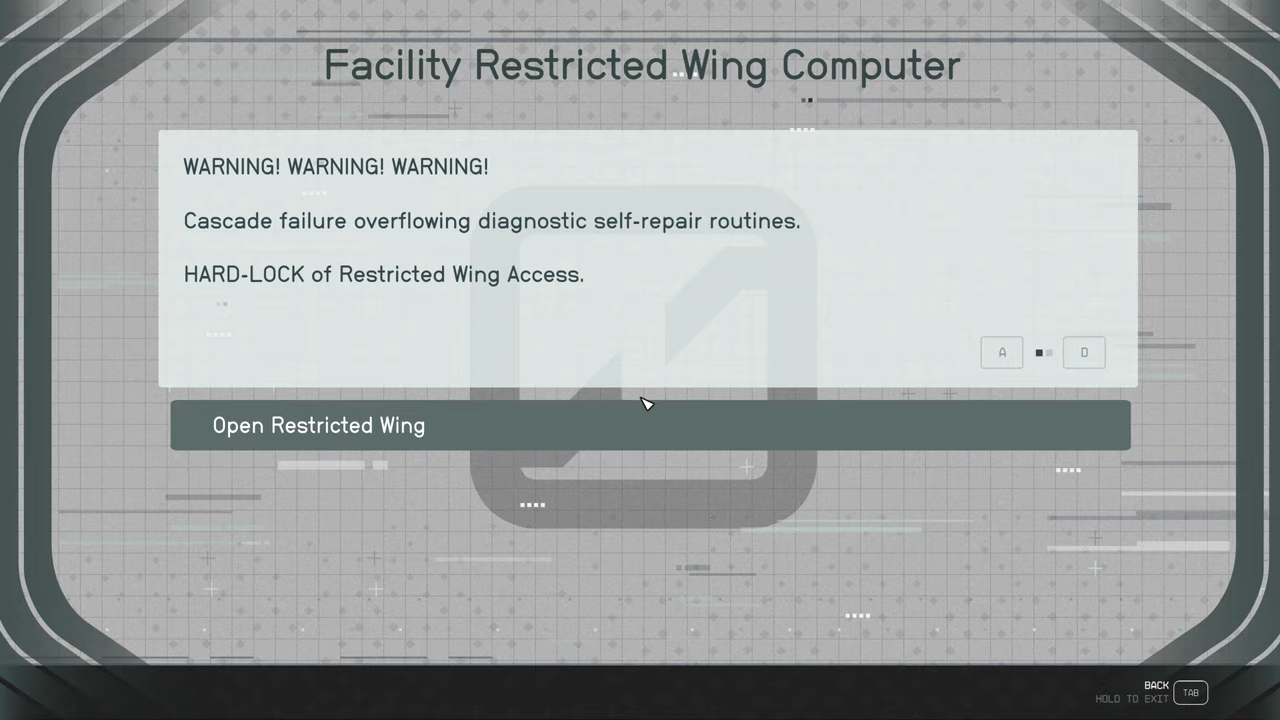 Facility Restricted Wing Computer
WARNING! WARNING! WARNING!
Cascade failure overflowing diagnostic self-repair routines.
HARD-LOCK of Restricted Wing Access.
A D
Open Restricted Wing
BACK
HOLD TO EXIT TAB